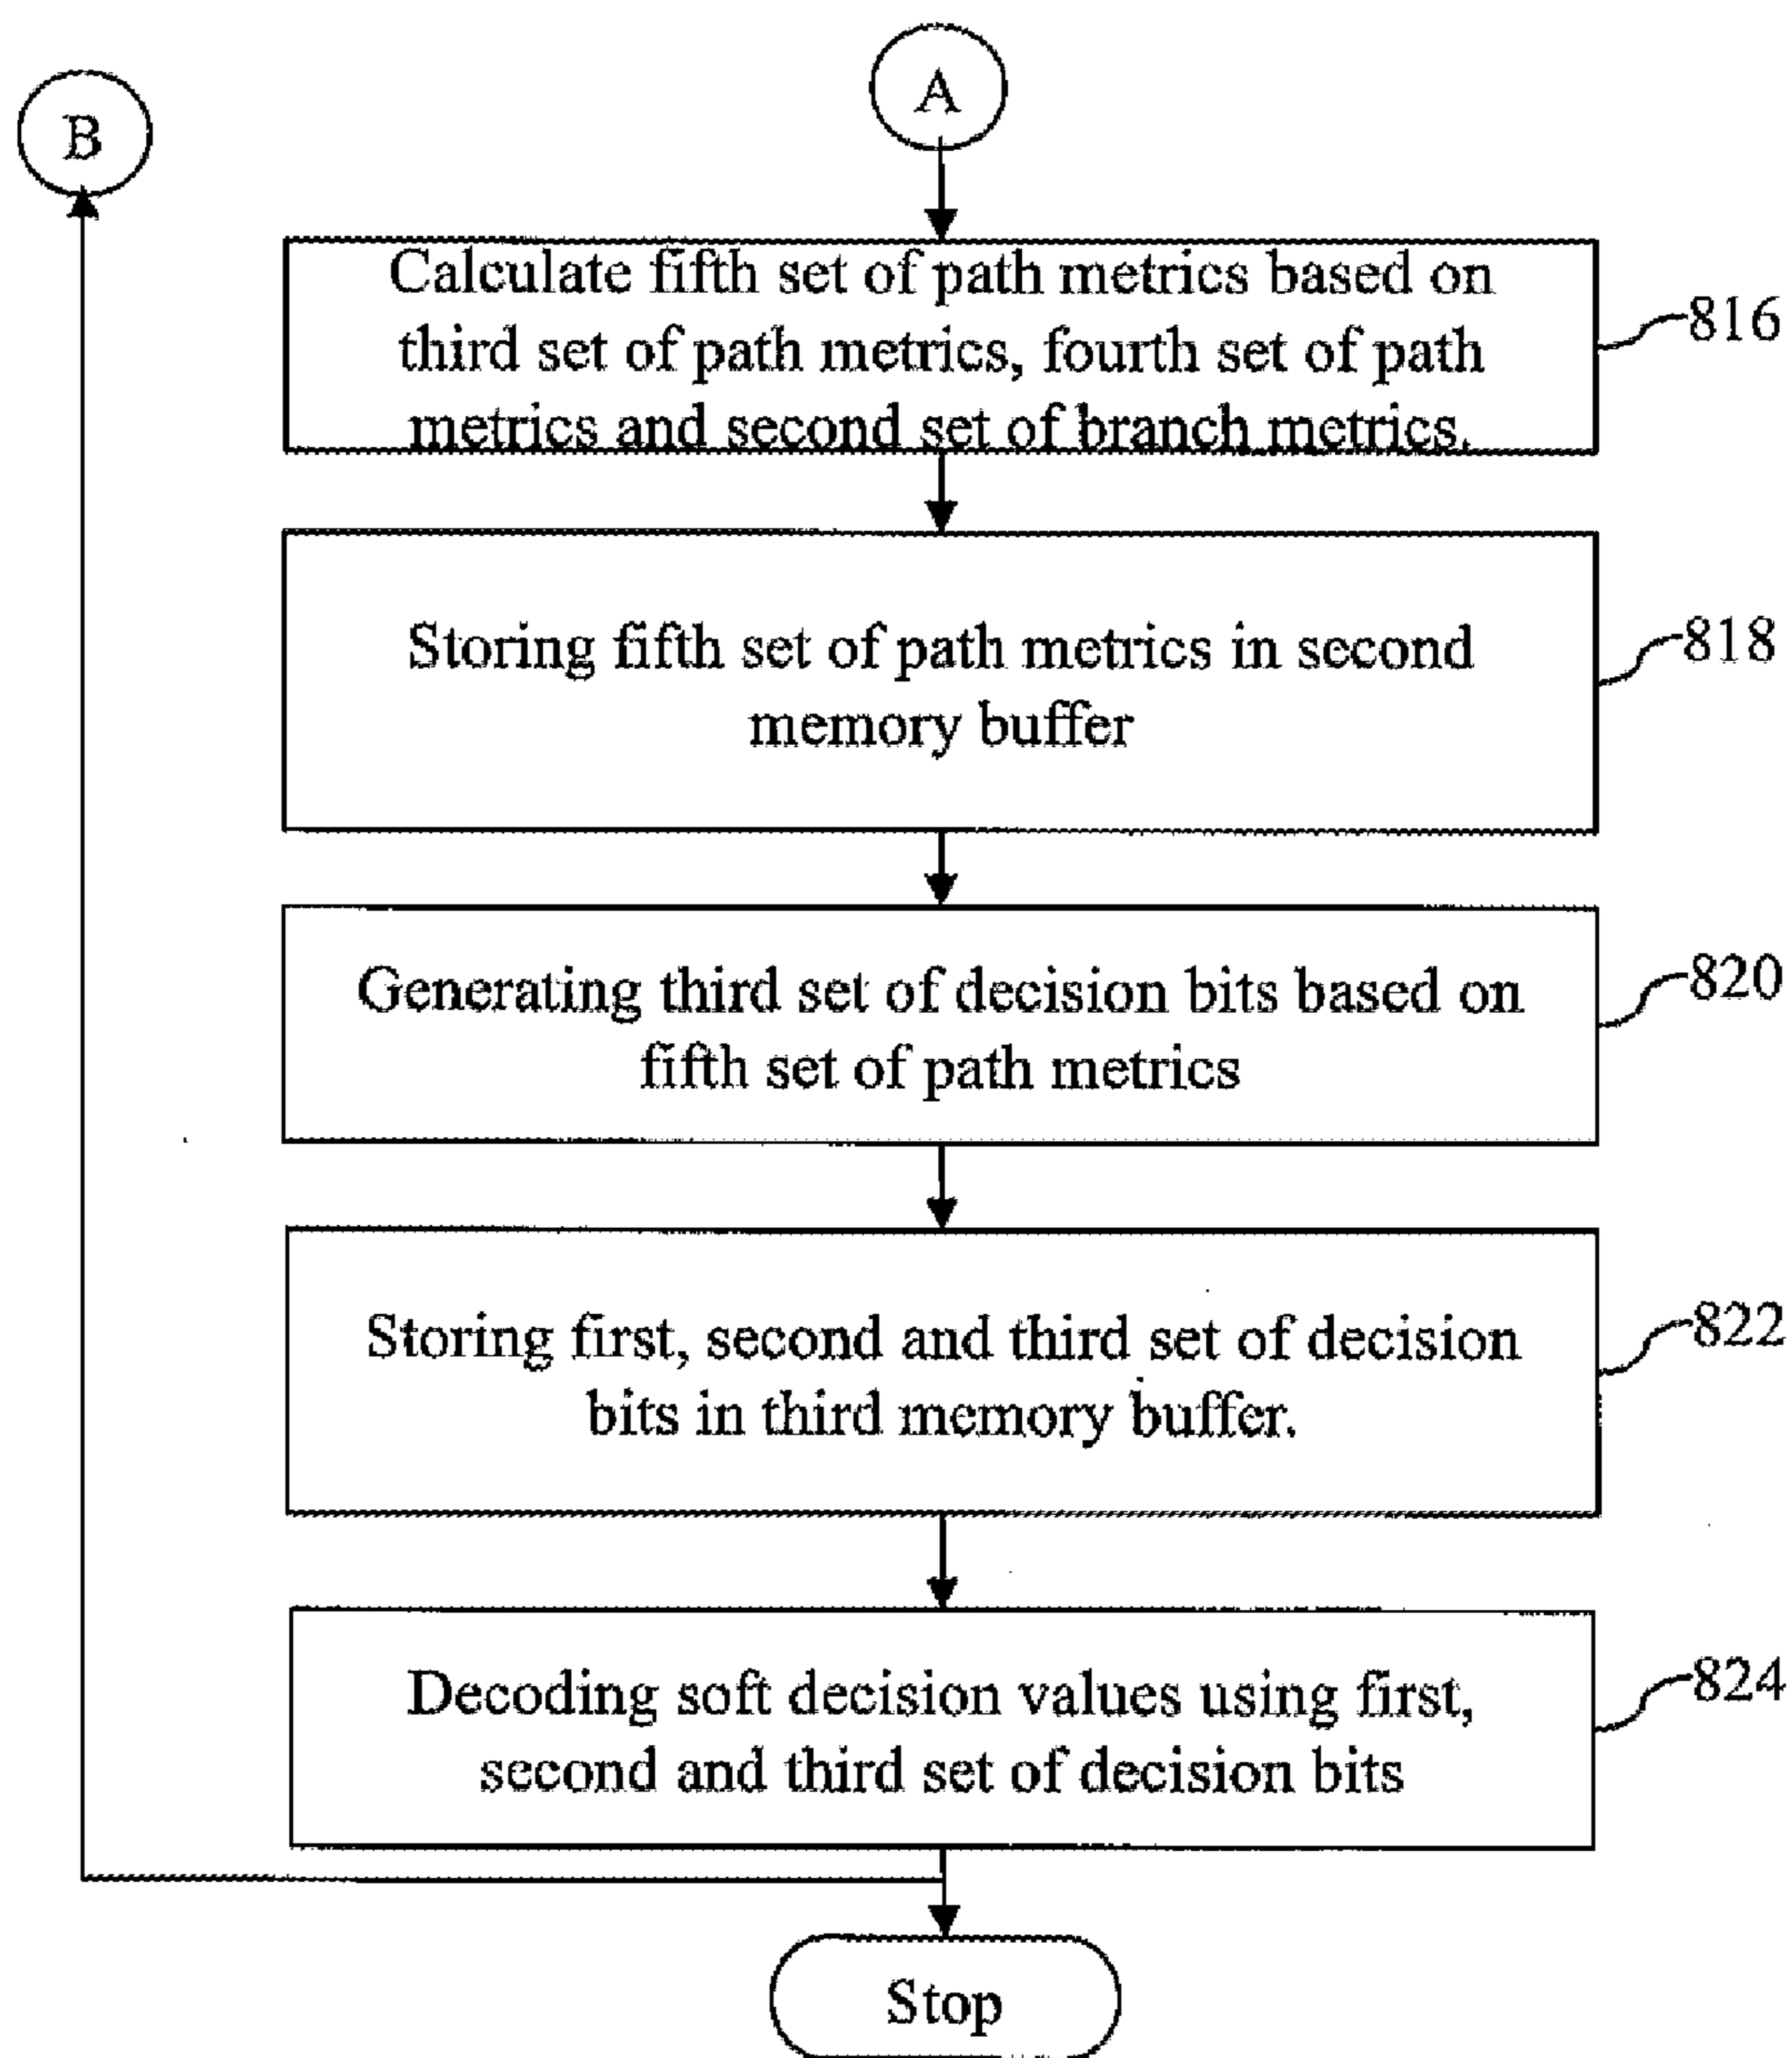 A
B
Calculate fifth set of path metrics based on
third set of path metrics, fourth set of path
metrics and second set of branch metrics.
816
Storing fifth set of path metrics in second
memory buffer
818
Generating third set of decision bits based on
fifth set of path metrics
820
Storing first, second and third set of decision
bits in third memory buffer.
822
Decoding soft decision values using first,
second and third set of decision bits
824
Stop